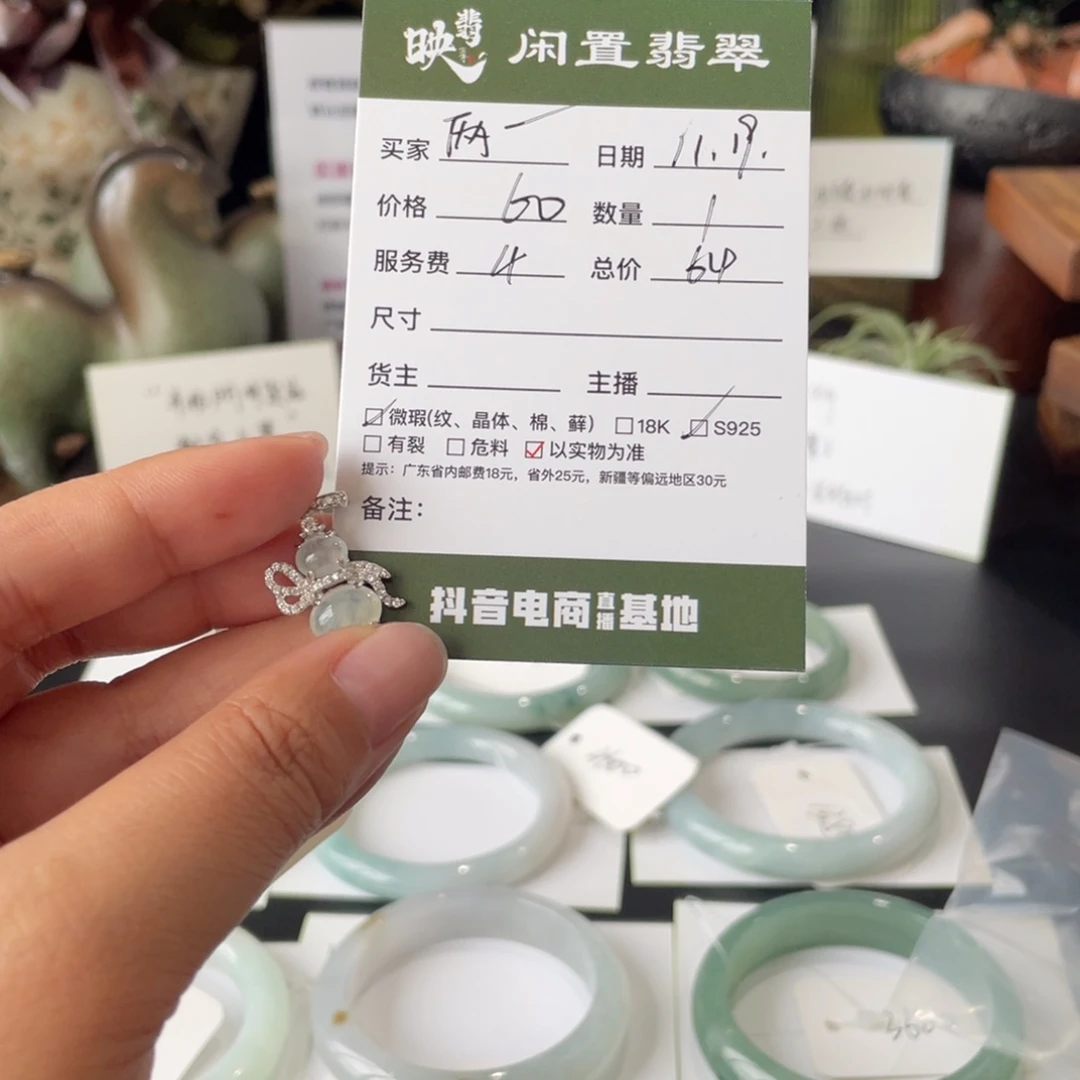 映翡 闲置翡翠
买家 日期 11.19.
价格 60 数量 1
服务费 4 总价 64
尺寸
货主 主播
☑微瑕(纹、晶体、棉、藓) ☐18K ☑S925
☐有裂 ☐危料 ☑以实物为准
提示：广东省内邮费18元，省外25元，新疆等偏远地区30元
备注：
抖音电商直播基地
360